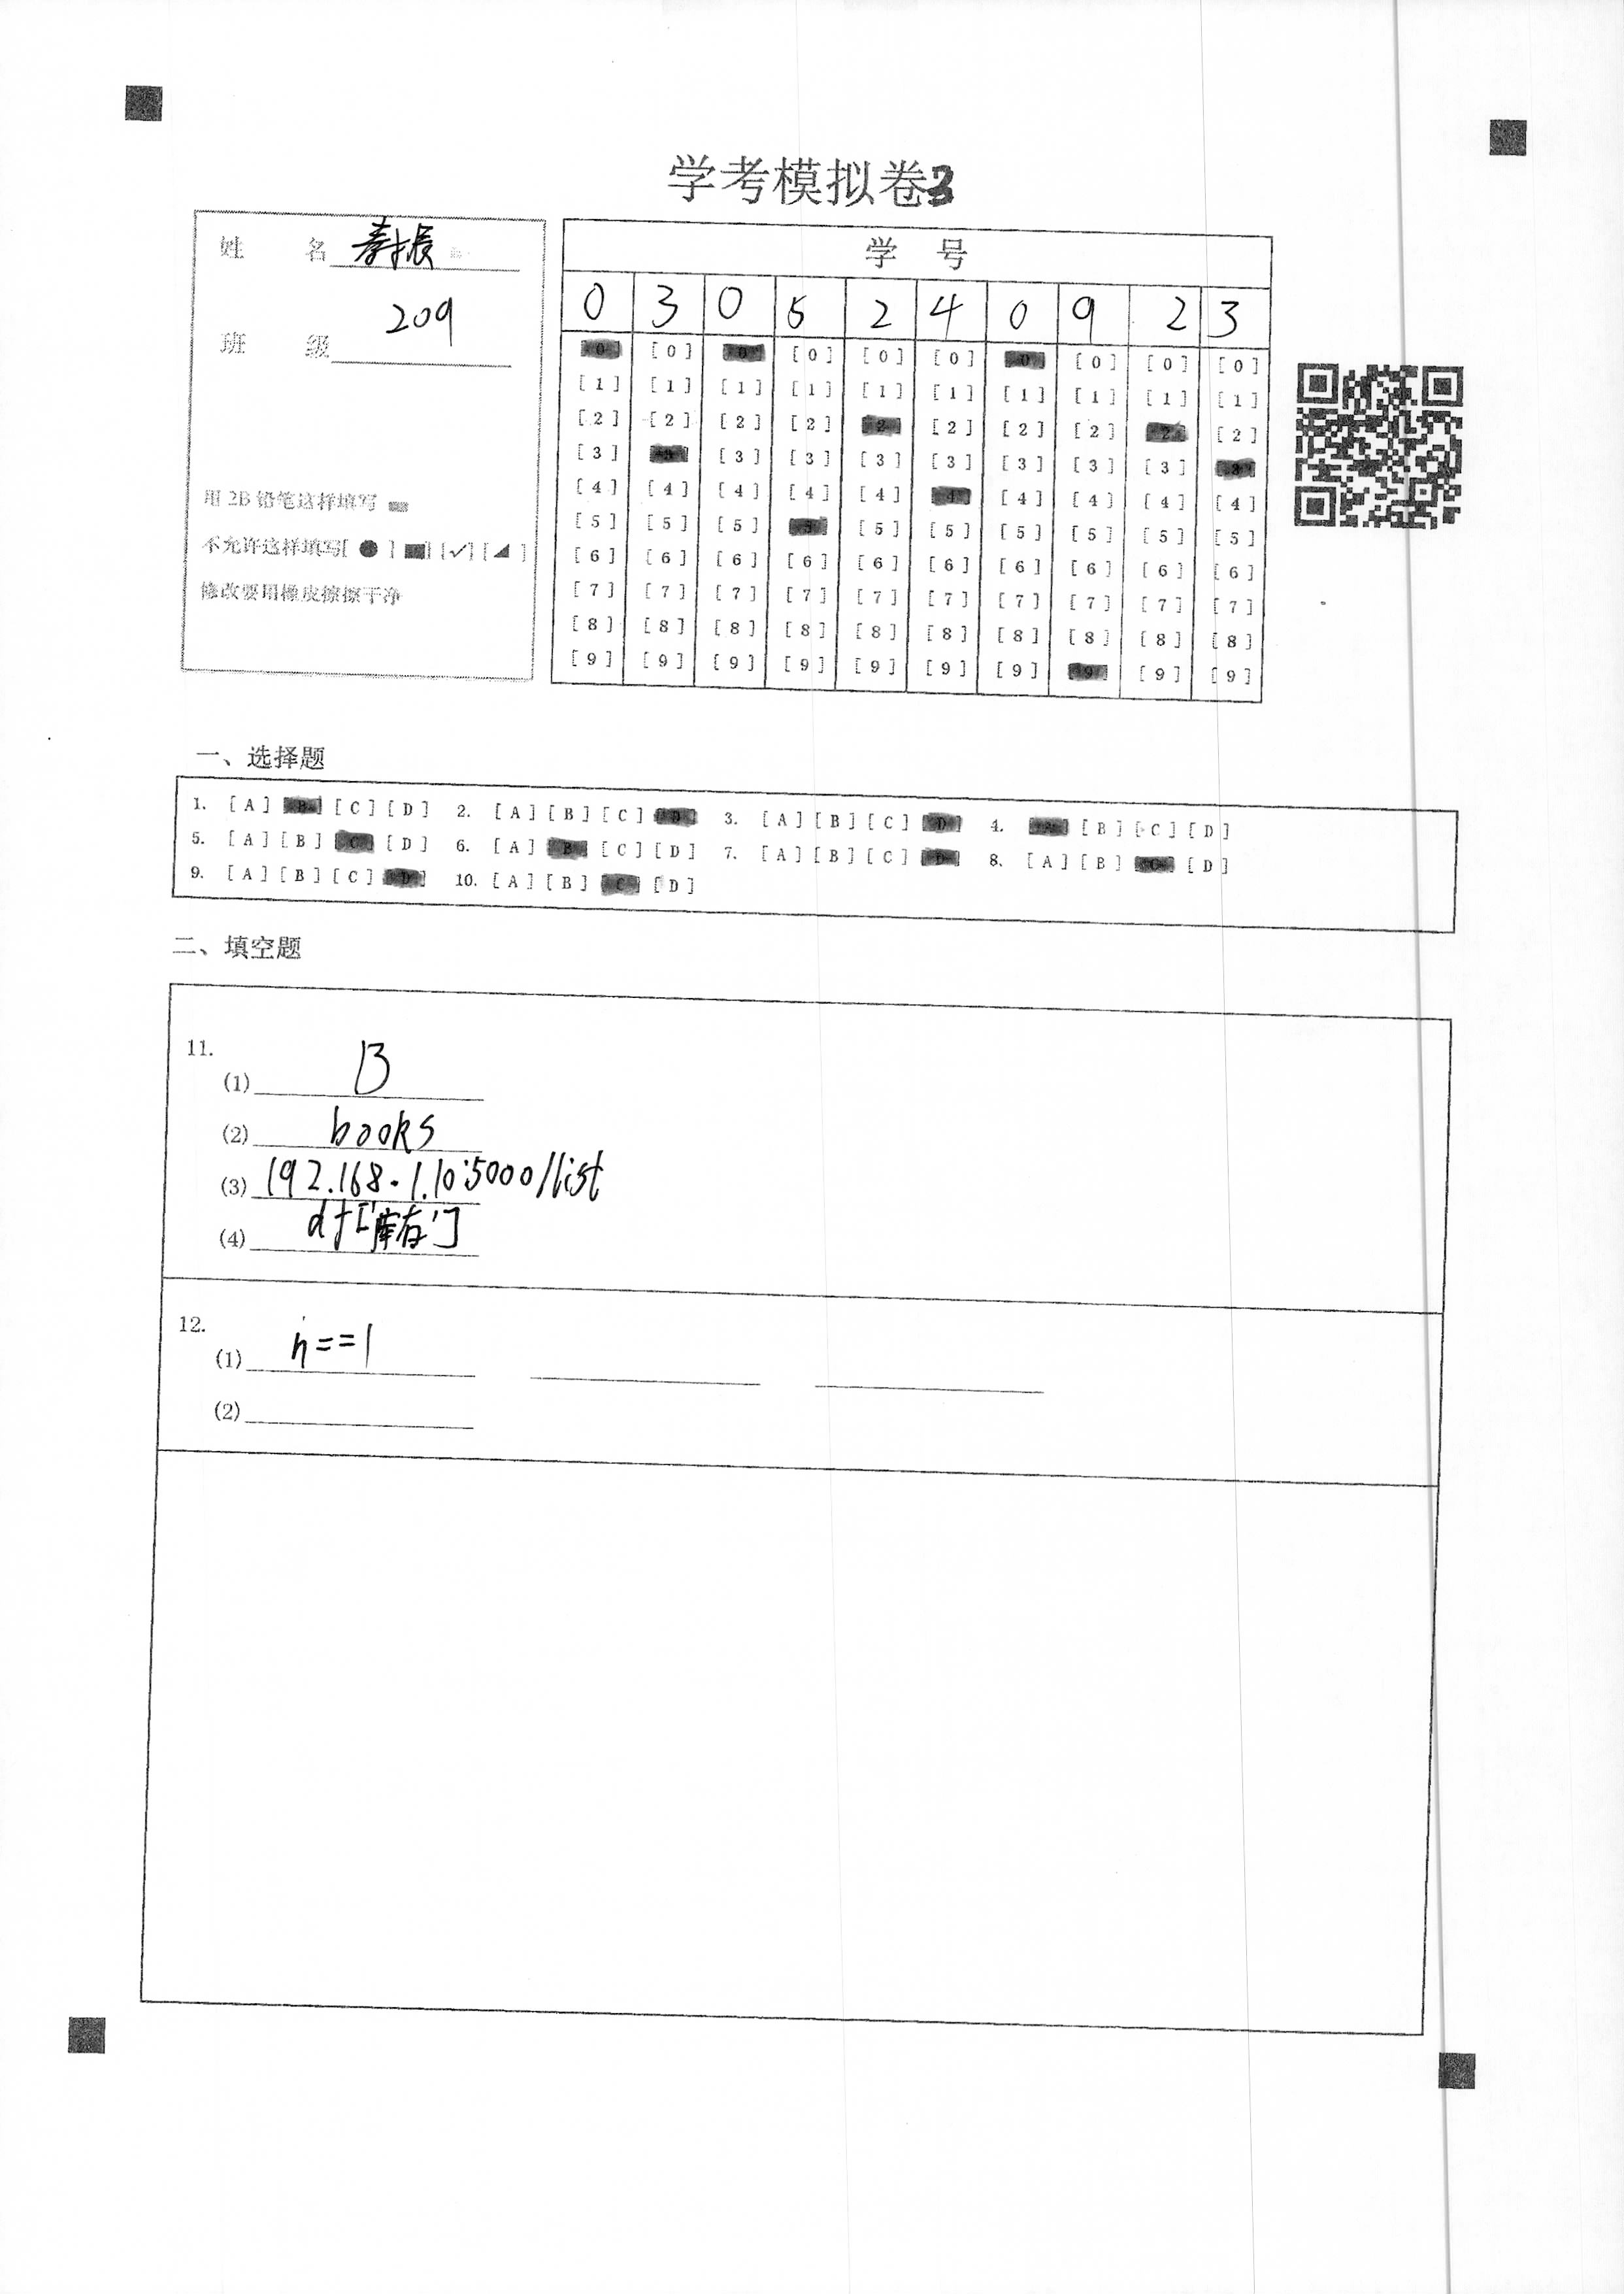 学考模拟卷3
姓 名 秦振
班 级 209
用 2B 铅笔这样填写
不允许这样填写[ ● ] [■] [✓] [◢ ]
修改要用橡皮擦擦干净
学 号
0 3 0 5 2 4 0 9 2 3
[0] [0] [0] [0] [0] [0] [0] [0] [0] [0]
[1] [1] [1] [1] [1] [1] [1] [1] [1] [1]
[2] [2] [2] [2] [2] [2] [2] [2] [2] [2]
[3] [3] [3] [3] [3] [3] [3] [3] [3] [3]
[4] [4] [4] [4] [4] [4] [4] [4] [4] [4]
[5] [5] [5] [5] [5] [5] [5] [5] [5] [5]
[6] [6] [6] [6] [6] [6] [6] [6] [6] [6]
[7] [7] [7] [7] [7] [7] [7] [7] [7] [7]
[8] [8] [8] [8] [8] [8] [8] [8] [8] [8]
[9] [9] [9] [9] [9] [9] [9] [9] [9] [9]
一、选择题
1. [A] [B] [C] [D] 2. [A] [B] [C] [D] 3. [A] [B] [C] [D] 4. [A] [B] [C] [D]
5. [A] [B] [C] [D] 6. [A] [B] [C] [D] 7. [A] [B] [C] [D] 8. [A] [B] [C] [D]
9. [A] [B] [C] [D] 10. [A] [B] [C] [D]
二、填空题
11.
(1) B
(2) books
(3) 192.168.1.10:5000/list
(4) df['库存']
12.
(1) n==1
(2)